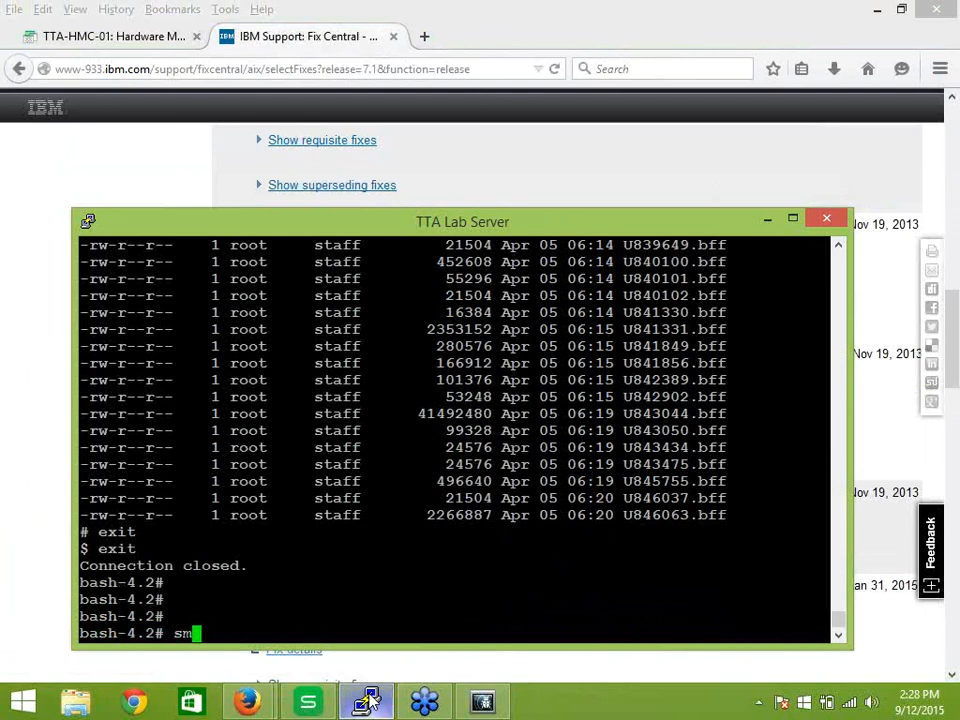 File Edit View History Bookmarks Tools Help
TTA-HMC-01: Hardware M... × IBM IBM Support: Fix Central - ... × +
www-933.ibm.com/support/fixcentral/aix/selectFixes?release=7.1&function=release Search
IBM
Show requisite fixes
Show superseding fixes
Nov 19, 2013
TTA Lab Server
-rw-r--r-- 1 root staff 21504 Apr 05 06:14 U839649.bff
-rw-r--r-- 1 root staff 452608 Apr 05 06:14 U840100.bff
-rw-r--r-- 1 root staff 55296 Apr 05 06:14 U840101.bff
-rw-r--r-- 1 root staff 21504 Apr 05 06:14 U840102.bff
-rw-r--r-- 1 root staff 16384 Apr 05 06:14 U841330.bff
-rw-r--r-- 1 root staff 2353152 Apr 05 06:15 U841331.bff
-rw-r--r-- 1 root staff 280576 Apr 05 06:15 U841849.bff
Nov 19, 2013
-rw-r--r-- 1 root staff 166912 Apr 05 06:15 U841856.bff
-rw-r--r-- 1 root staff 101376 Apr 05 06:15 U842389.bff
-rw-r--r-- 1 root staff 53248 Apr 05 06:15 U842902.bff
-rw-r--r-- 1 root staff 41492480 Apr 05 06:19 U843044.bff
-rw-r--r-- 1 root staff 99328 Apr 05 06:19 U843050.bff
-rw-r--r-- 1 root staff 24576 Apr 05 06:19 U843434.bff
-rw-r--r-- 1 root staff 24576 Apr 05 06:19 U843475.bff
-rw-r--r-- 1 root staff 496640 Apr 05 06:19 U845755.bff
Nov 19, 2013
-rw-r--r-- 1 root staff 21504 Apr 05 06:20 U846037.bff
-rw-r--r-- 1 root staff 2266887 Apr 05 06:20 U846063.bff
# exit
$ exit
Connection closed.
bash-4.2#
an 31, 2015
bash-4.2#
bash-4.2#
bash-4.2# sm
Feedback
Fix details
2:28 PM
9/12/2015